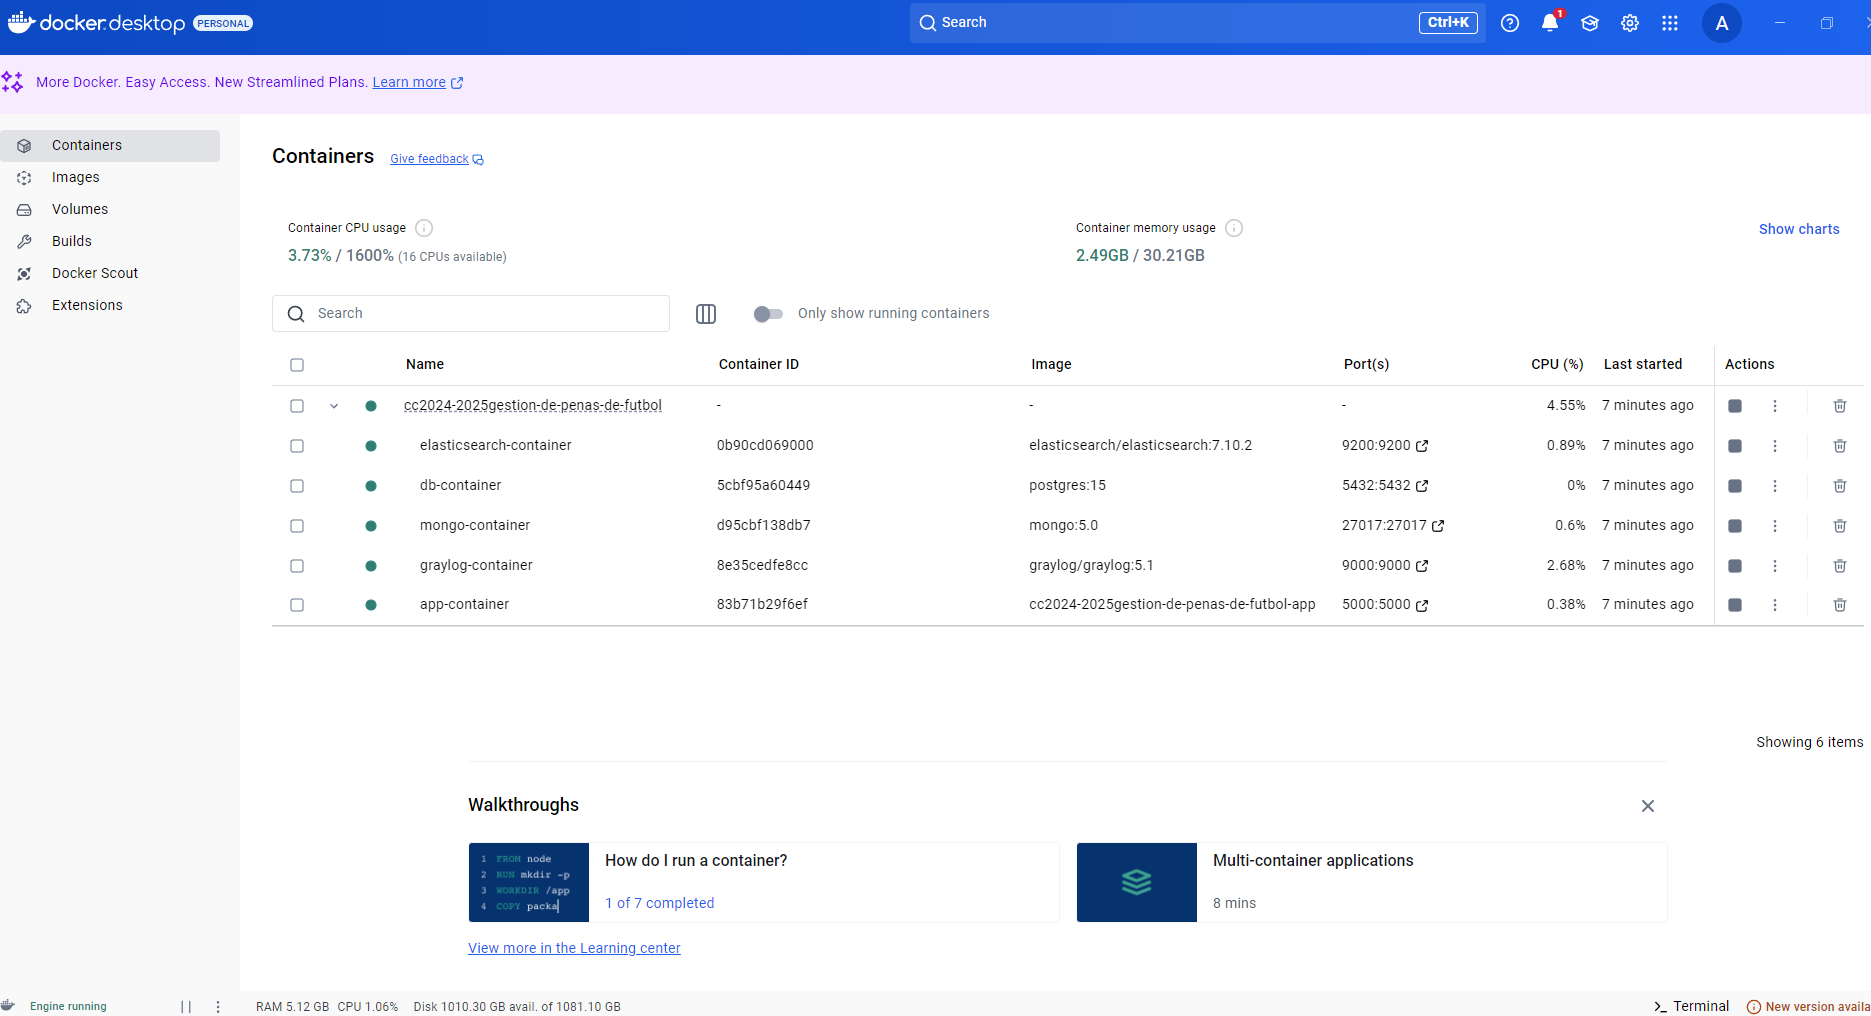 docker.desktop PERSONAL Search Ctrl+K 1 A
More Docker. Easy Access. New Streamlined Plans. Learn more
Containers
Images
Volumes
Builds
Docker Scout
Extensions
Containers Give feedback
Container CPU usage
3.73% / 1600% (16 CPUs available)
Container memory usage
2.49GB / 30.21GB
Show charts
Search Only show running containers
Name Container ID Image Port(s) CPU (%) Last started Actions
cc2024-2025gestion-de-penas-de-futbol - - - 4.55% 7 minutes ago
elasticsearch-container 0b90cd069000 elasticsearch/elasticsearch:7.10.2 9200:9200 0.89% 7 minutes ago
db-container 5cbf95a60449 postgres:15 5432:5432 0% 7 minutes ago
mongo-container d95cbf138db7 mongo:5.0 27017:27017 0.6% 7 minutes ago
graylog-container 8e35cedfe8cc graylog/graylog:5.1 9000:9000 2.68% 7 minutes ago
app-container 83b71b29f6ef cc2024-2025gestion-de-penas-de-futbol-app 5000:5000 0.38% 7 minutes ago
Showing 6 items
Walkthroughs
1 FROM node
2 RUN mkdir -p
3 WORKDIR /app
4 COPY packa
How do I run a container?
1 of 7 completed
Multi-container applications
8 mins
View more in the Learning center
Engine running RAM 5.12 GB CPU 1.06% Disk 1010.30 GB avail. of 1081.10 GB >_ Terminal New version availa